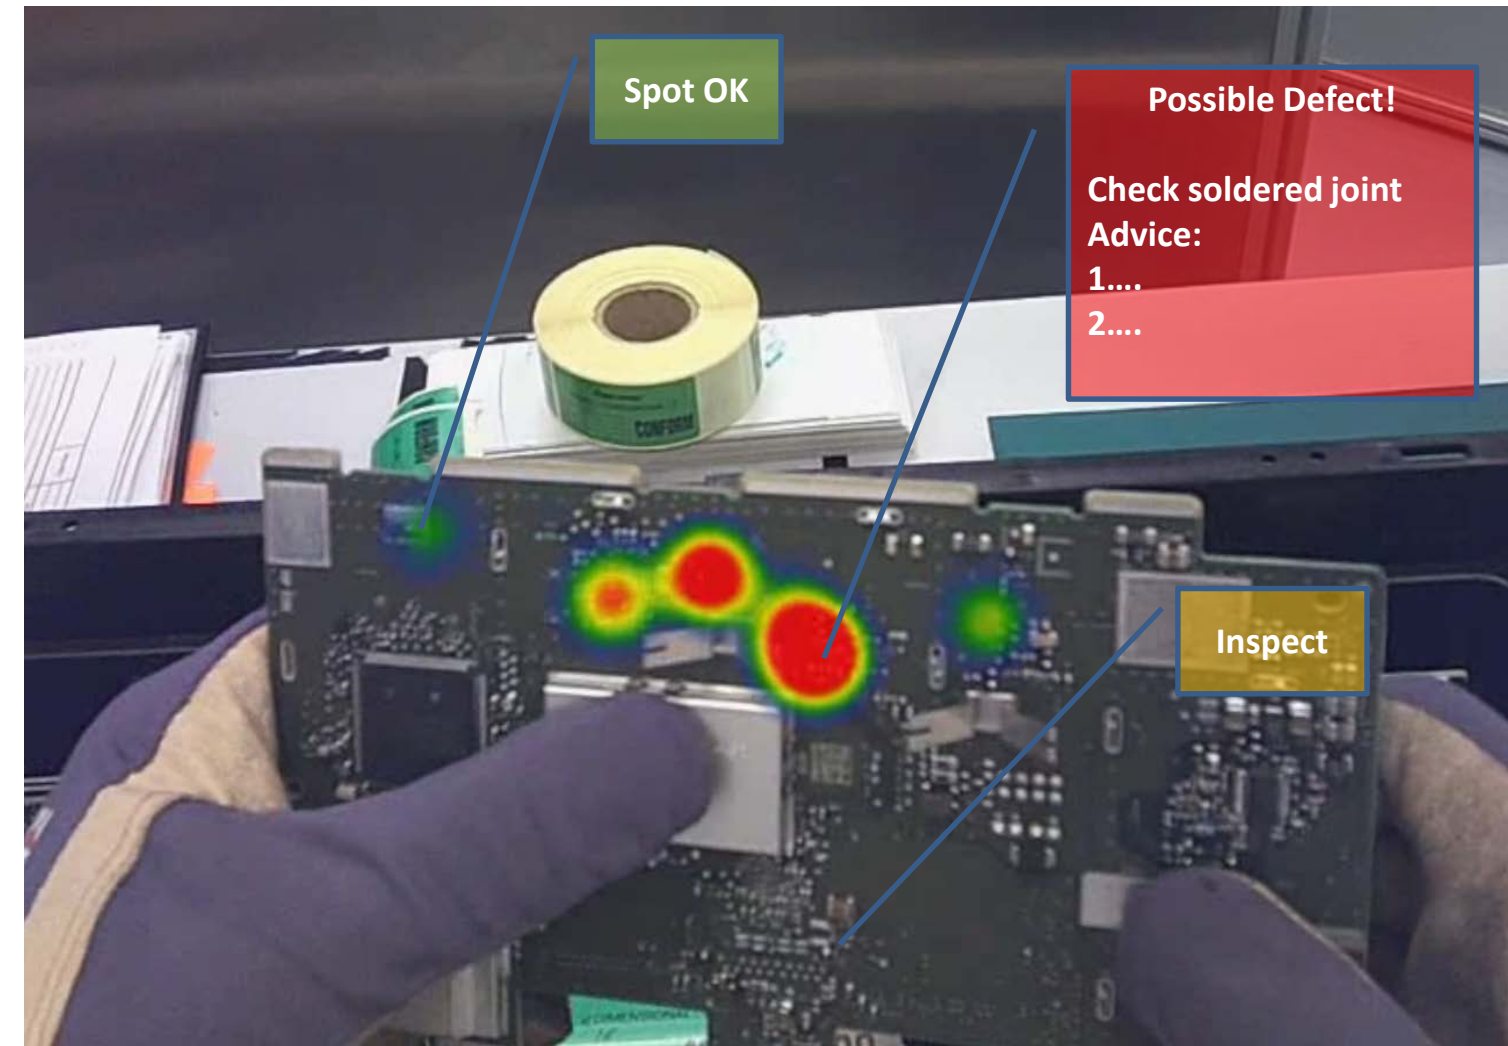 Spot OK
Possible Defect!
Check soldered joint
Advice:
1....
2....
CONFORM
Inspect